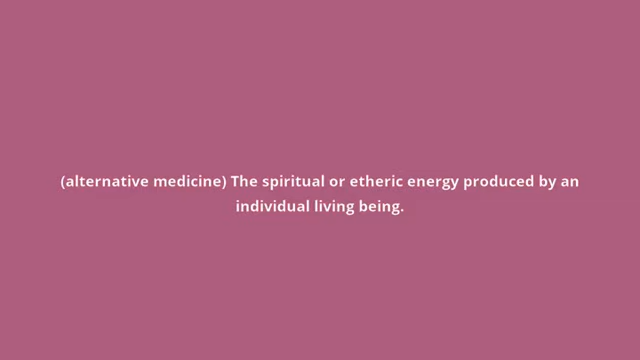 (alternative medicine) The spiritual or etheric energy produced by an
individual living being.